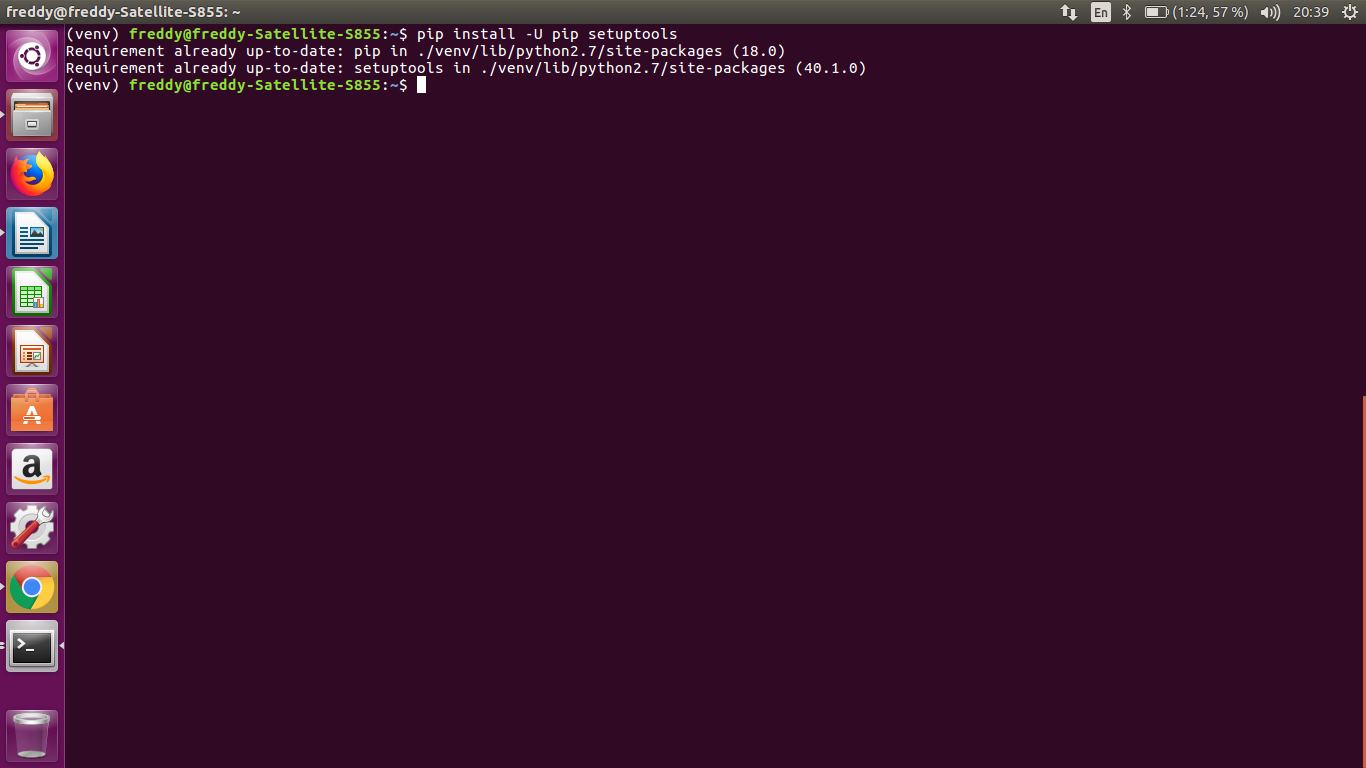 freddy@freddy-Satellite-S855: ~
En
(1:24, 57 %)
20:39
(venv) freddy@freddy-Satellite-S855:~$ pip install -U pip setuptools
Requirement already up-to-date: pip in ./venv/lib/python2.7/site-packages (18.0)
Requirement already up-to-date: setuptools in ./venv/lib/python2.7/site-packages (40.1.0)
(venv) freddy@freddy-Satellite-S855:~$